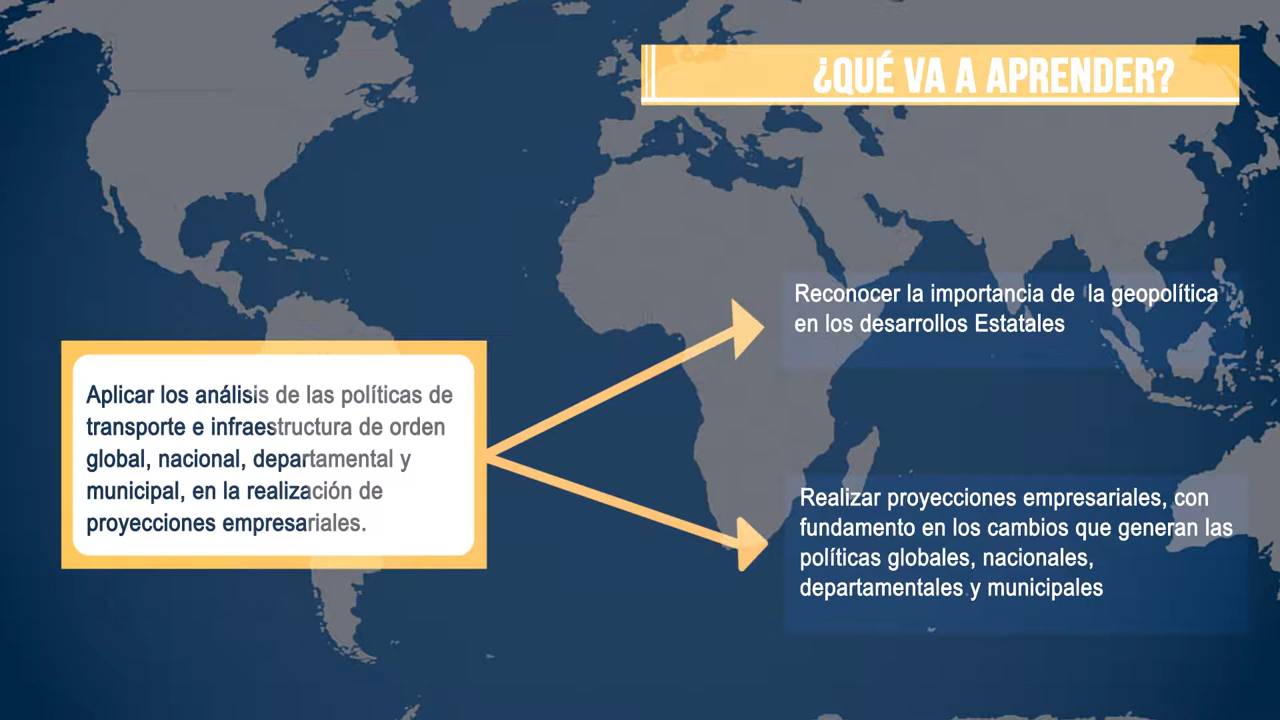 ¿QUÉ VA A APRENDER?
Aplicar los análisis de las políticas de
transporte e infraestructura de orden
global, nacional, departamental y
municipal, en la realización de
proyecciones empresariales.
Reconocer la importancia de la geopolítica
en los desarrollos Estatales
Realizar proyecciones empresariales, con
fundamento en los cambios que generan las
políticas globales, nacionales,
departamentales y municipales